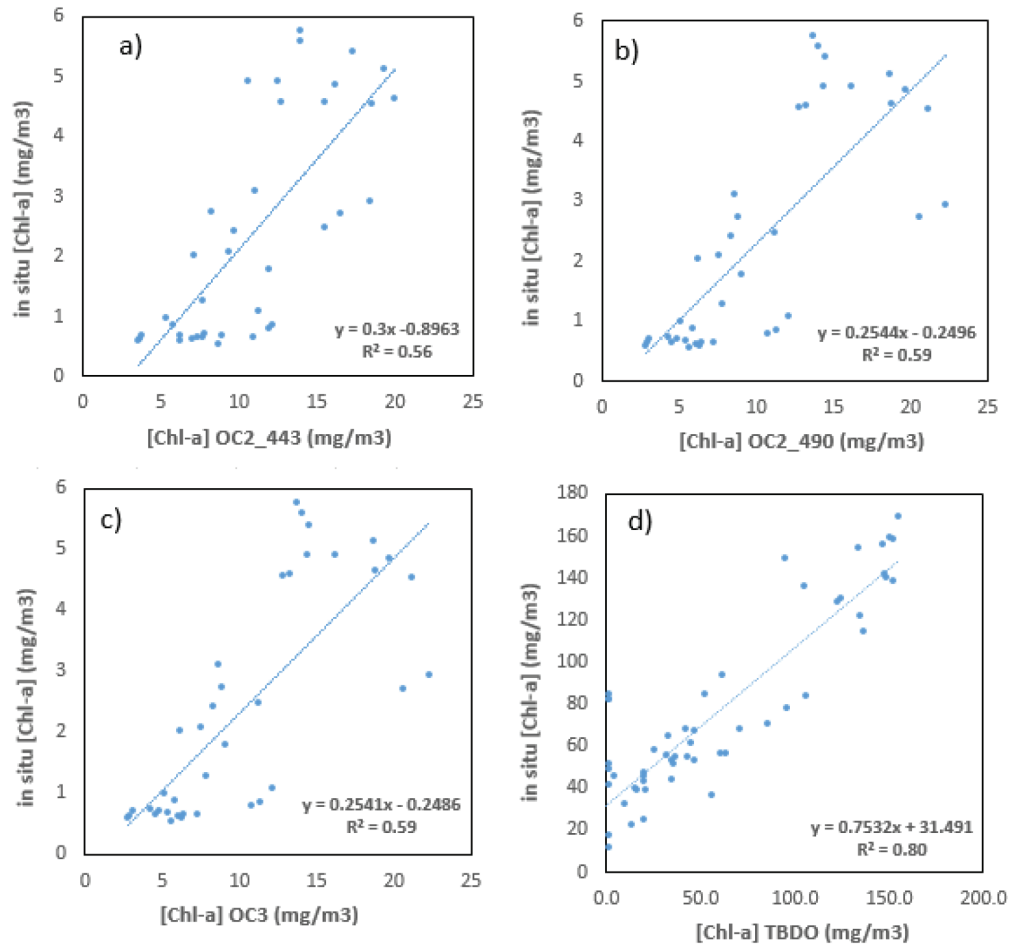 a)
in situ [Chl-a] (mg/m3)
6
5
4
3
2
1
0
y = 0.3x -0.8963
R² = 0.56
0 5 10 15 20 25
[Chl-a] OC2_443 (mg/m3)
b)
in situ [Chl-a] (mg/m3)
6
5
4
3
2
1
0
y = 0.2544x - 0.2496
R² = 0.59
0 5 10 15 20 25
[Chl-a] OC2_490 (mg/m3)
c)
in situ [Chl-a] (mg/m3)
6
5
4
3
2
1
0
y = 0.2541x - 0.2486
R² = 0.59
0 5 10 15 20 25
[Chl-a] OC3 (mg/m3)
d)
in situ [Chl-a] (mg/m3)
180
160
140
120
100
80
60
40
20
0
y = 0.7532x + 31.491
R² = 0.80
0.0 50.0 100.0 150.0 200.0
[Chl-a] TBDO (mg/m3)